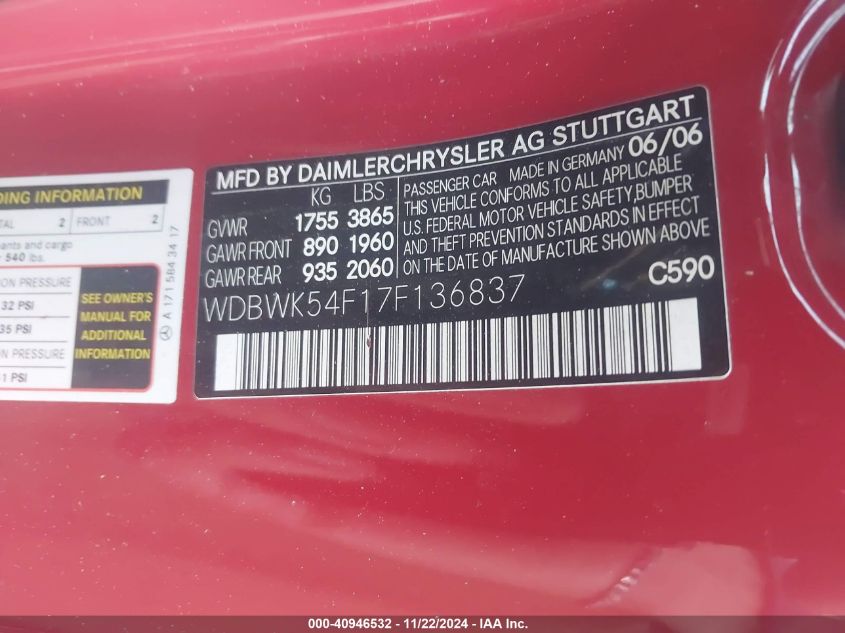 DING INFORMATION
TAL 2 FRONT 2
ants and cargo
540 lbs.
ON PRESSURE
32 PSI
35 PSI
ON PRESSURE
1 PSI
SEE OWNER'S
MANUAL FOR
ADDITIONAL
INFORMATION
A 171 584 34 17
MFD BY DAIMLERCHRYSLER AG STUTTGART
KG LBS
GVWR 1755 3865
GAWR FRONT 890 1960
GAWR REAR 935 2060
PASSENGER CAR MADE IN GERMANY 06/06
THIS VEHICLE CONFORMS TO ALL APPLICABLE
U.S. FEDERAL MOTOR VEHICLE SAFETY,BUMPER
AND THEFT PREVENTION STANDARDS IN EFFECT
ON THE DATE OF MANUFACTURE SHOWN ABOVE
WDBWK54F17F136837
C590
000-40946532 - 11/22/2024 - IAA Inc.